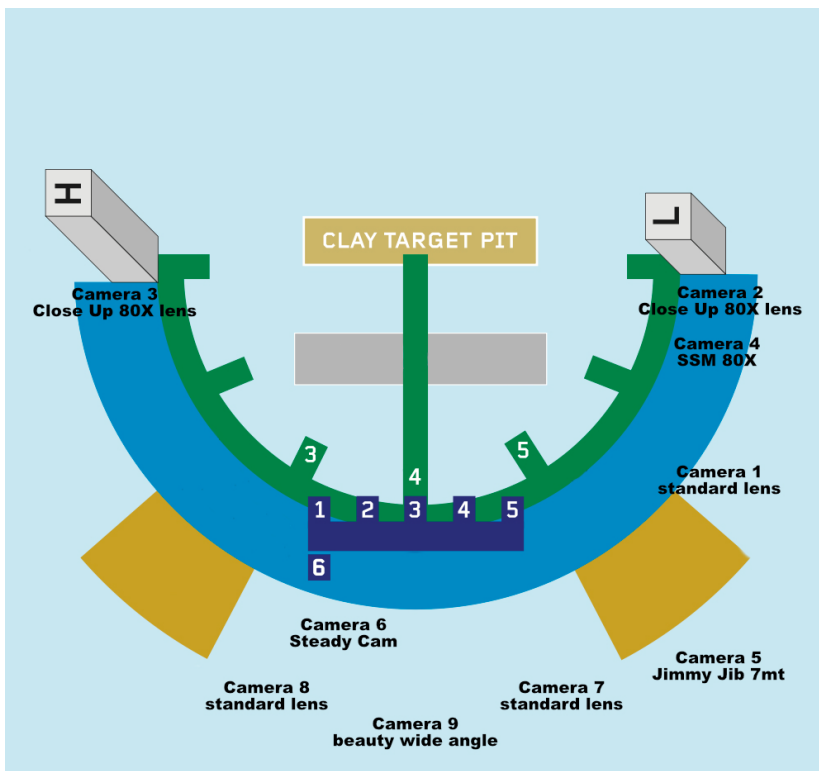 H
L
CLAY TARGET PIT
Camera 3
Close Up 80X lens
Camera 2
Close Up 80X lens
Camera 4
SSM 80X
3
4
5
Camera 1
standard lens
1
2
3
4
5
6
Camera 6
Steady Cam
Camera 5
Jimmy Jib 7mt
Camera 8
standard lens
Camera 7
standard lens
Camera 9
beauty wide angle